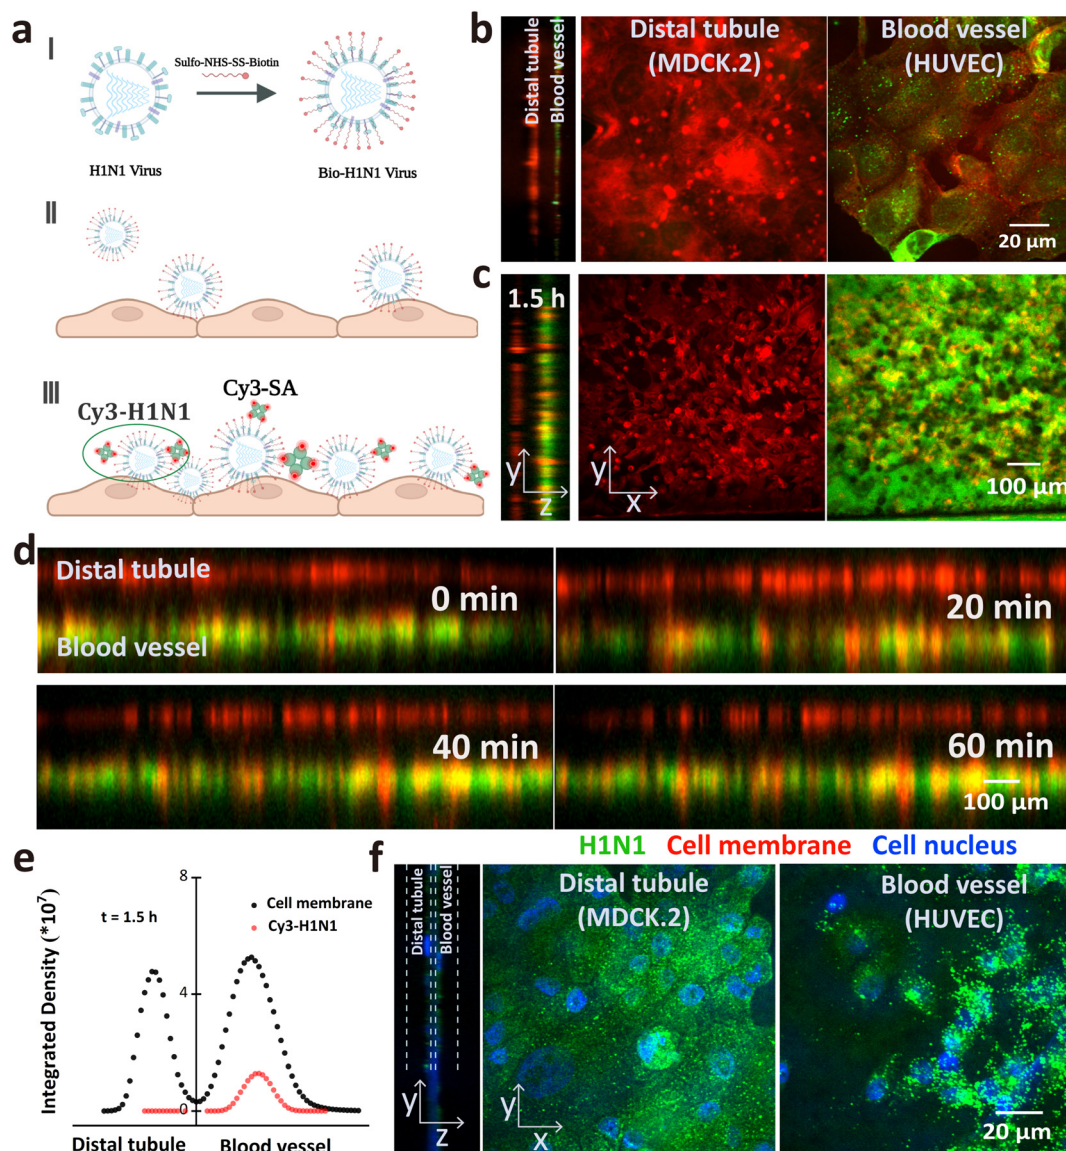 a
I
Sulfo-NHS-SS-Biotin
H1N1 Virus
Bio-H1N1 Virus
II
III
Cy3-SA
Cy3-H1N1
b
Distal tubule
Blood vessel
Distal tubule
(MDCK.2)
Blood vessel
(HUVEC)
20 μm
c
1.5 h
y
z
y
x
100 μm
d
Distal tubule
Blood vessel
0 min
20 min
40 min
60 min
100 μm
e
Integrated Density (*10⁷)
8
4
0
t = 1.5 h
Cell membrane
Cy3-H1N1
Distal tubule
Blood vessel
f
H1N1 Cell membrane Cell nucleus
Distal tubule
Blood vessel
y
z
Distal tubule
(MDCK.2)
y
x
Blood vessel
(HUVEC)
20 μm